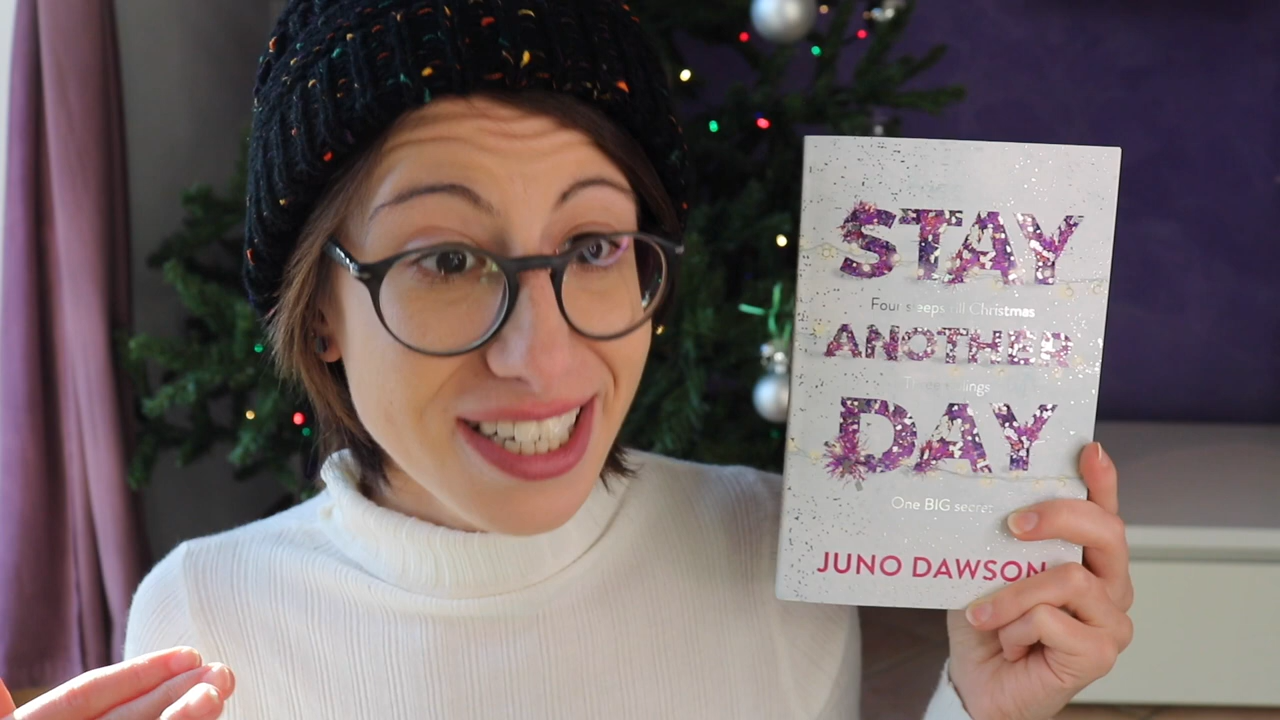 STAY
Four sleeps till Christmas
ANOTHER
Three siblings
DAY
One BIG secret
JUNO DAWSON